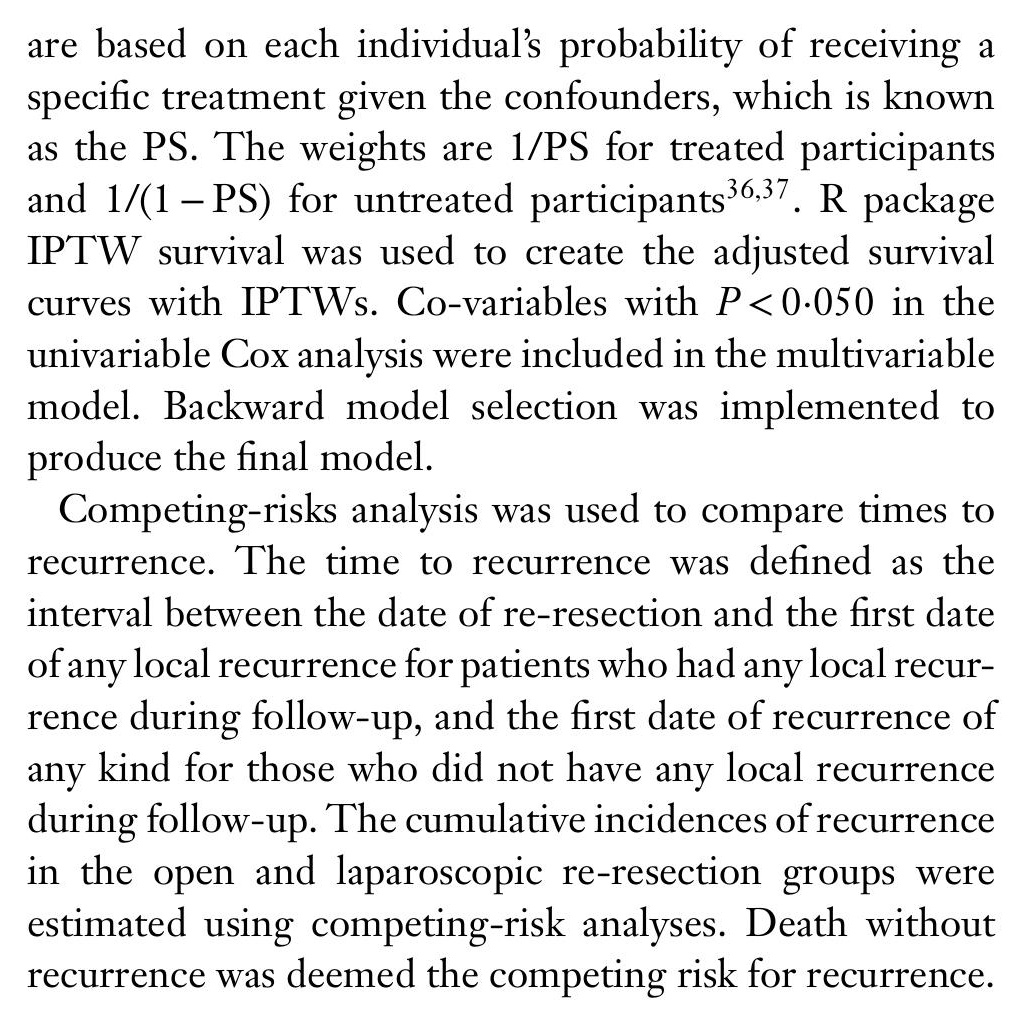 are based on each individual’s probability of receiving a
specific treatment given the confounders, which is known
as the PS. The weights are 1/PS for treated participants
and 1/(1 – PS) for untreated participants36,37. R package
IPTW survival was used to create the adjusted survival
curves with IPTWs. Co-variables with P < 0·050 in the
univariable Cox analysis were included in the multivariable
model. Backward model selection was implemented to
produce the final model.
Competing-risks analysis was used to compare times to
recurrence. The time to recurrence was defined as the
interval between the date of re-resection and the first date
of any local recurrence for patients who had any local recur-
rence during follow-up, and the first date of recurrence of
any kind for those who did not have any local recurrence
during follow-up. The cumulative incidences of recurrence
in the open and laparoscopic re-resection groups were
estimated using competing-risk analyses. Death without
recurrence was deemed the competing risk for recurrence.